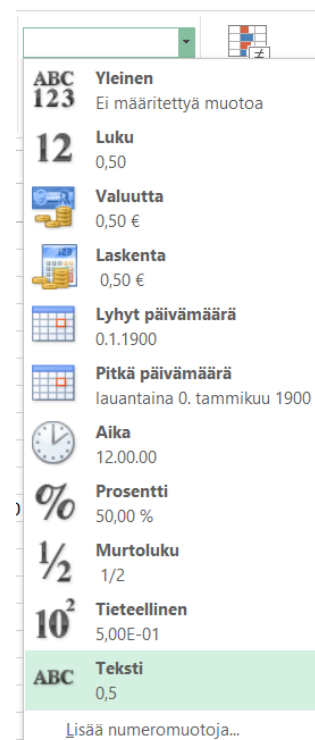 ABC
123
Yleinen
Ei määritettyä muotoa
12
Luku
0,50
Valuutta
0,50 €
Laskenta
0,50 €
Lyhyt päivämäärä
0.1.1900
Pitkä päivämäärä
lauantaina 0. tammikuu 1900
Aika
12.00.00
%
Prosentti
50,00 %
1/2
Murtoluku
1/2
10²
Tieteellinen
5,00E-01
ABC
Teksti
0,5
Lisää numeromuotoja...